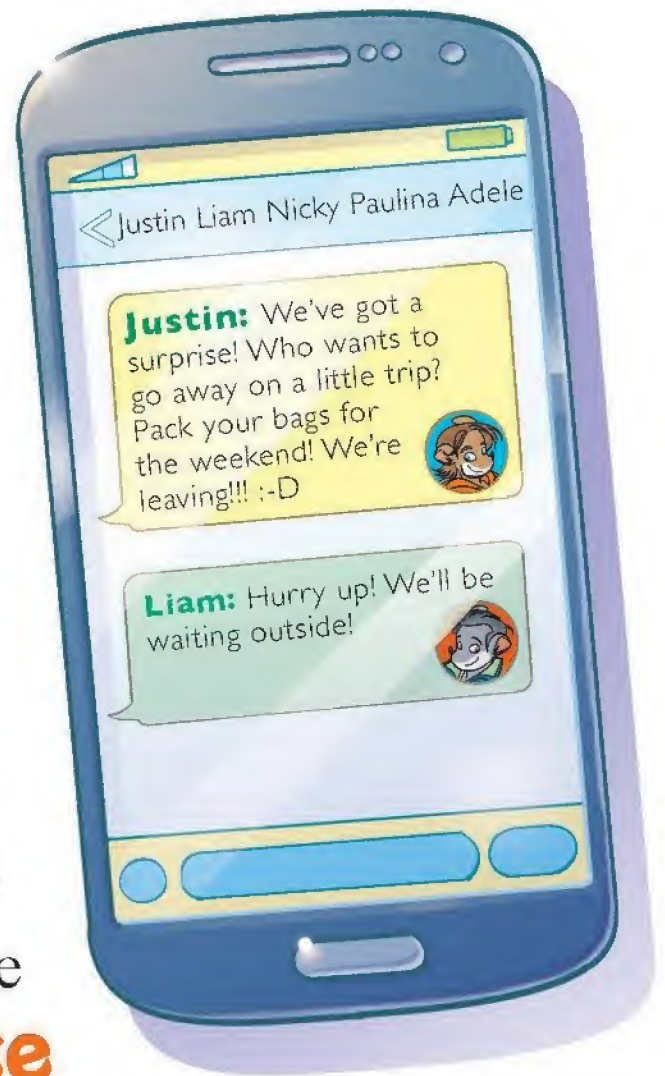 Justin Liam Nicky Paulina Adele
Justin: We've got a
surprise! Who wants to
go away on a little trip?
Pack your bags for
the weekend! We're
leaving!!! :-D
Liam: Hurry up! We'll be
waiting outside!